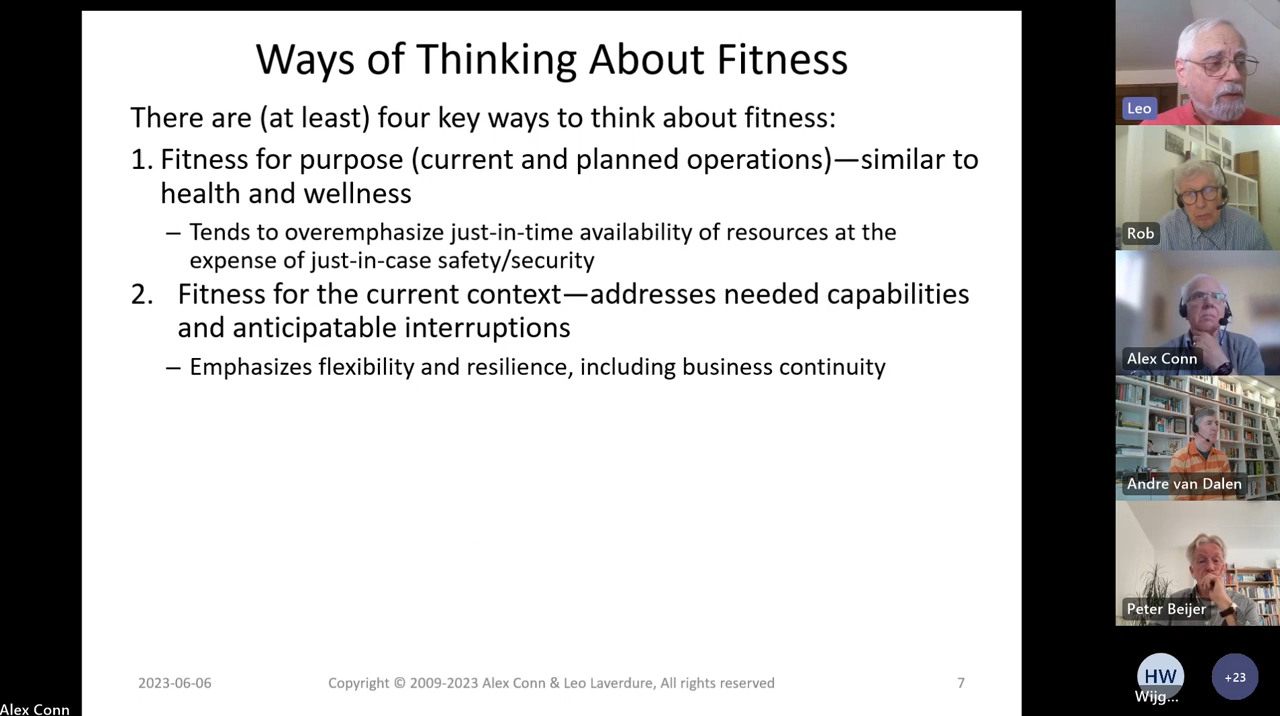 Ways of Thinking About Fitness
There are (at least) four key ways to think about fitness:
1. Fitness for purpose (current and planned operations)—similar to
health and wellness
– Tends to overemphasize just-in-time availability of resources at the
expense of just-in-case safety/security
2. Fitness for the current context—addresses needed capabilities
and anticipatable interruptions
– Emphasizes flexibility and resilience, including business continuity
2023-06-06
Copyright © 2009-2023 Alex Conn & Leo Laverdure, All rights reserved
7
Alex Conn
Leo
Rob
Alex Conn
Andre van Dalen
Peter Beijer
HW
Wijg...
+23